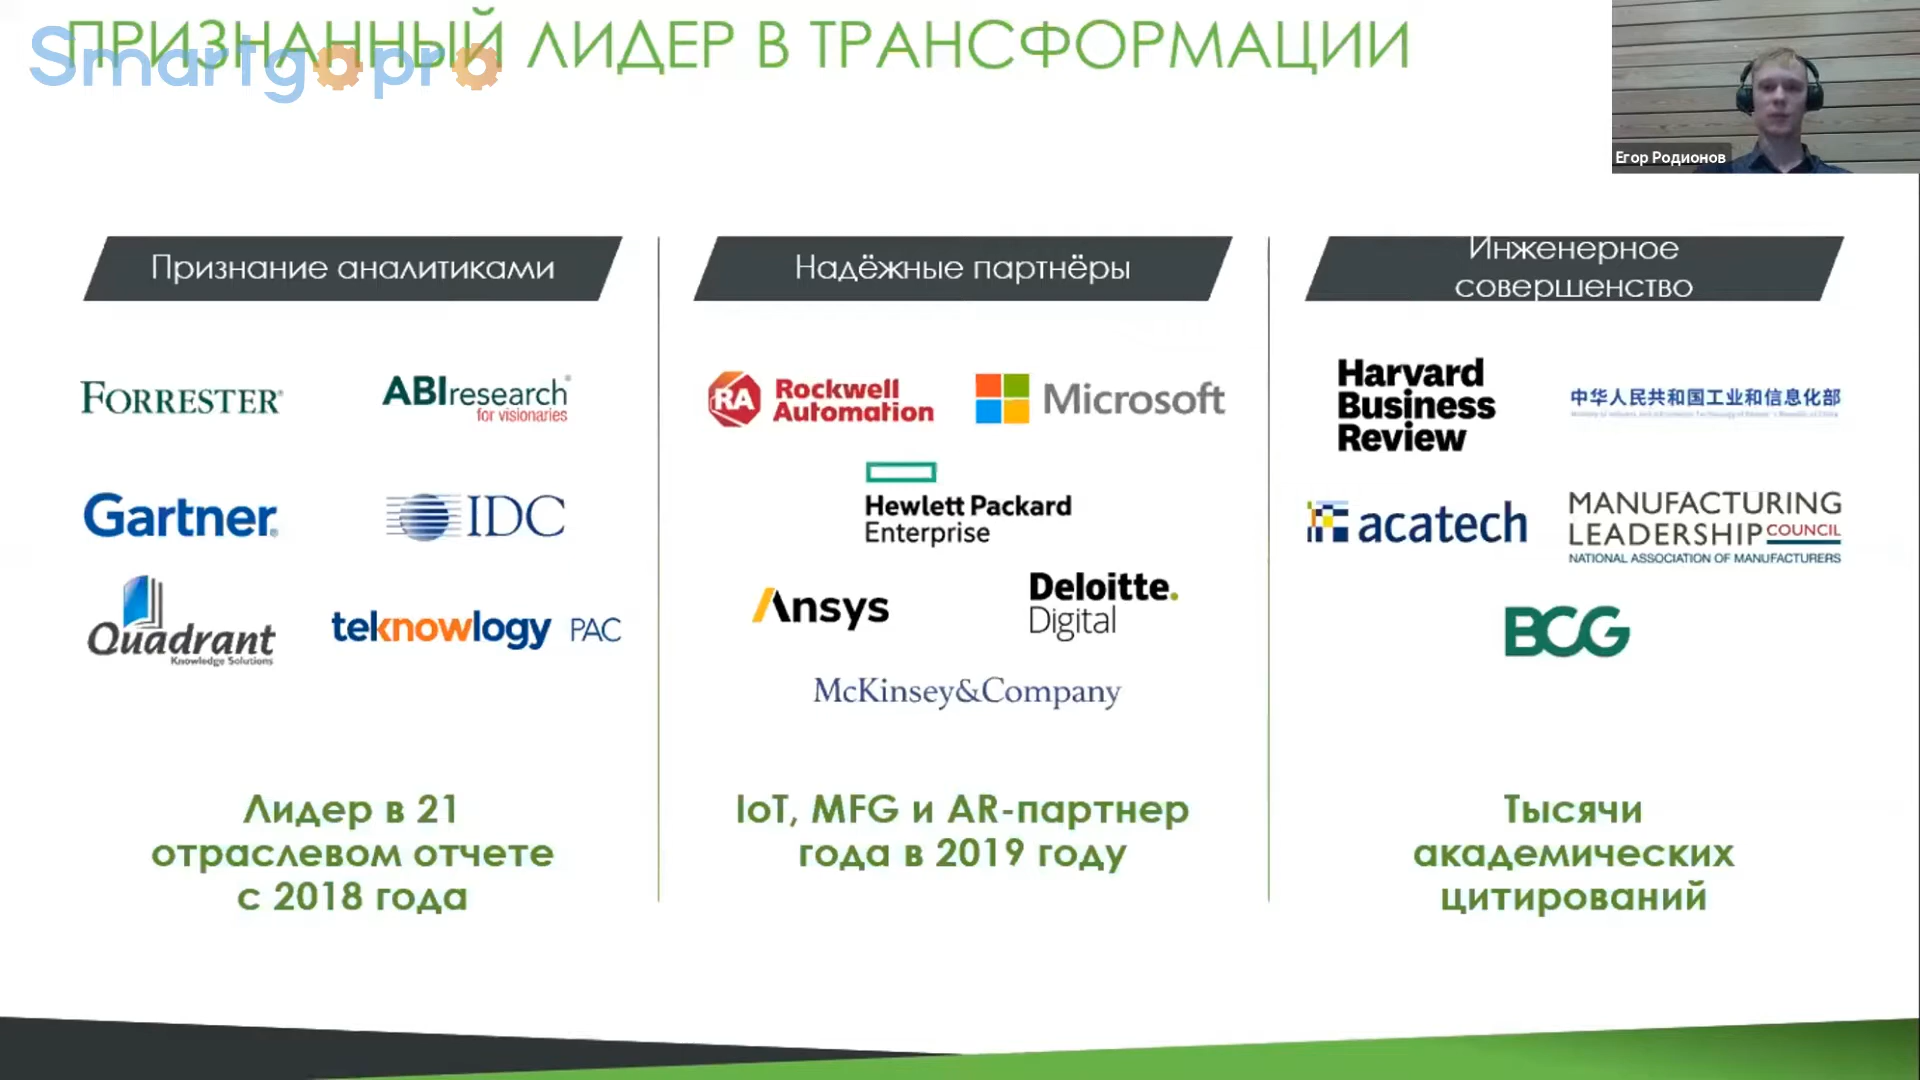 ПРИЗНАННЫЙ ЛИДЕР В ТРАНСФОРМАЦИИ
Smartgopro
Егор Родионов
Признание аналитиками
FORRESTER®
ABIresearch®
for visionaries
Gartner®
IDC
Quadrant
Knowledge Solutions
teknowlogy PAC
Лидер в 21
отраслевом отчете
с 2018 года
Надёжные партнёры
RA
Rockwell
Automation
Microsoft
Hewlett Packard
Enterprise
Ansys
Deloitte.
Digital
McKinsey&Company
IoT, MFG и AR-партнер
года в 2019 году
Инженерное
совершенство
Harvard
Business
Review
中华人民共和国工业和信息化部
acatech
MANUFACTURING
LEADERSHIP COUNCIL
NATIONAL ASSOCIATION OF MANUFACTURERS
BCG
Тысячи
академических
цитирований